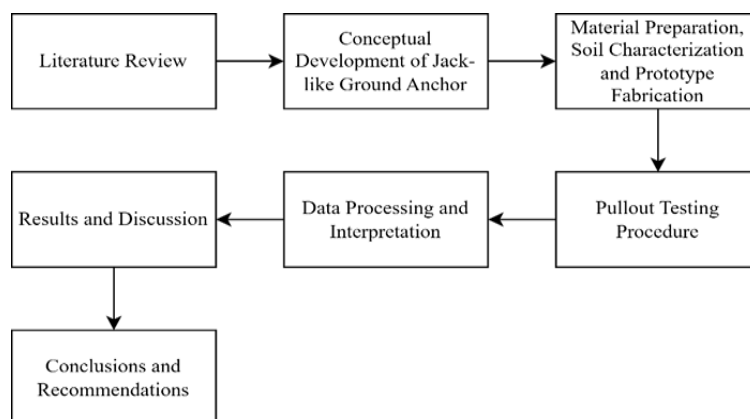 Literature Review
Conceptual
Development of Jack-
like Ground Anchor
Material Preparation,
Soil Characterization
and Prototype
Fabrication
Pullout Testing
Procedure
Data Processing and
Interpretation
Results and Discussion
Conclusions and
Recommendations